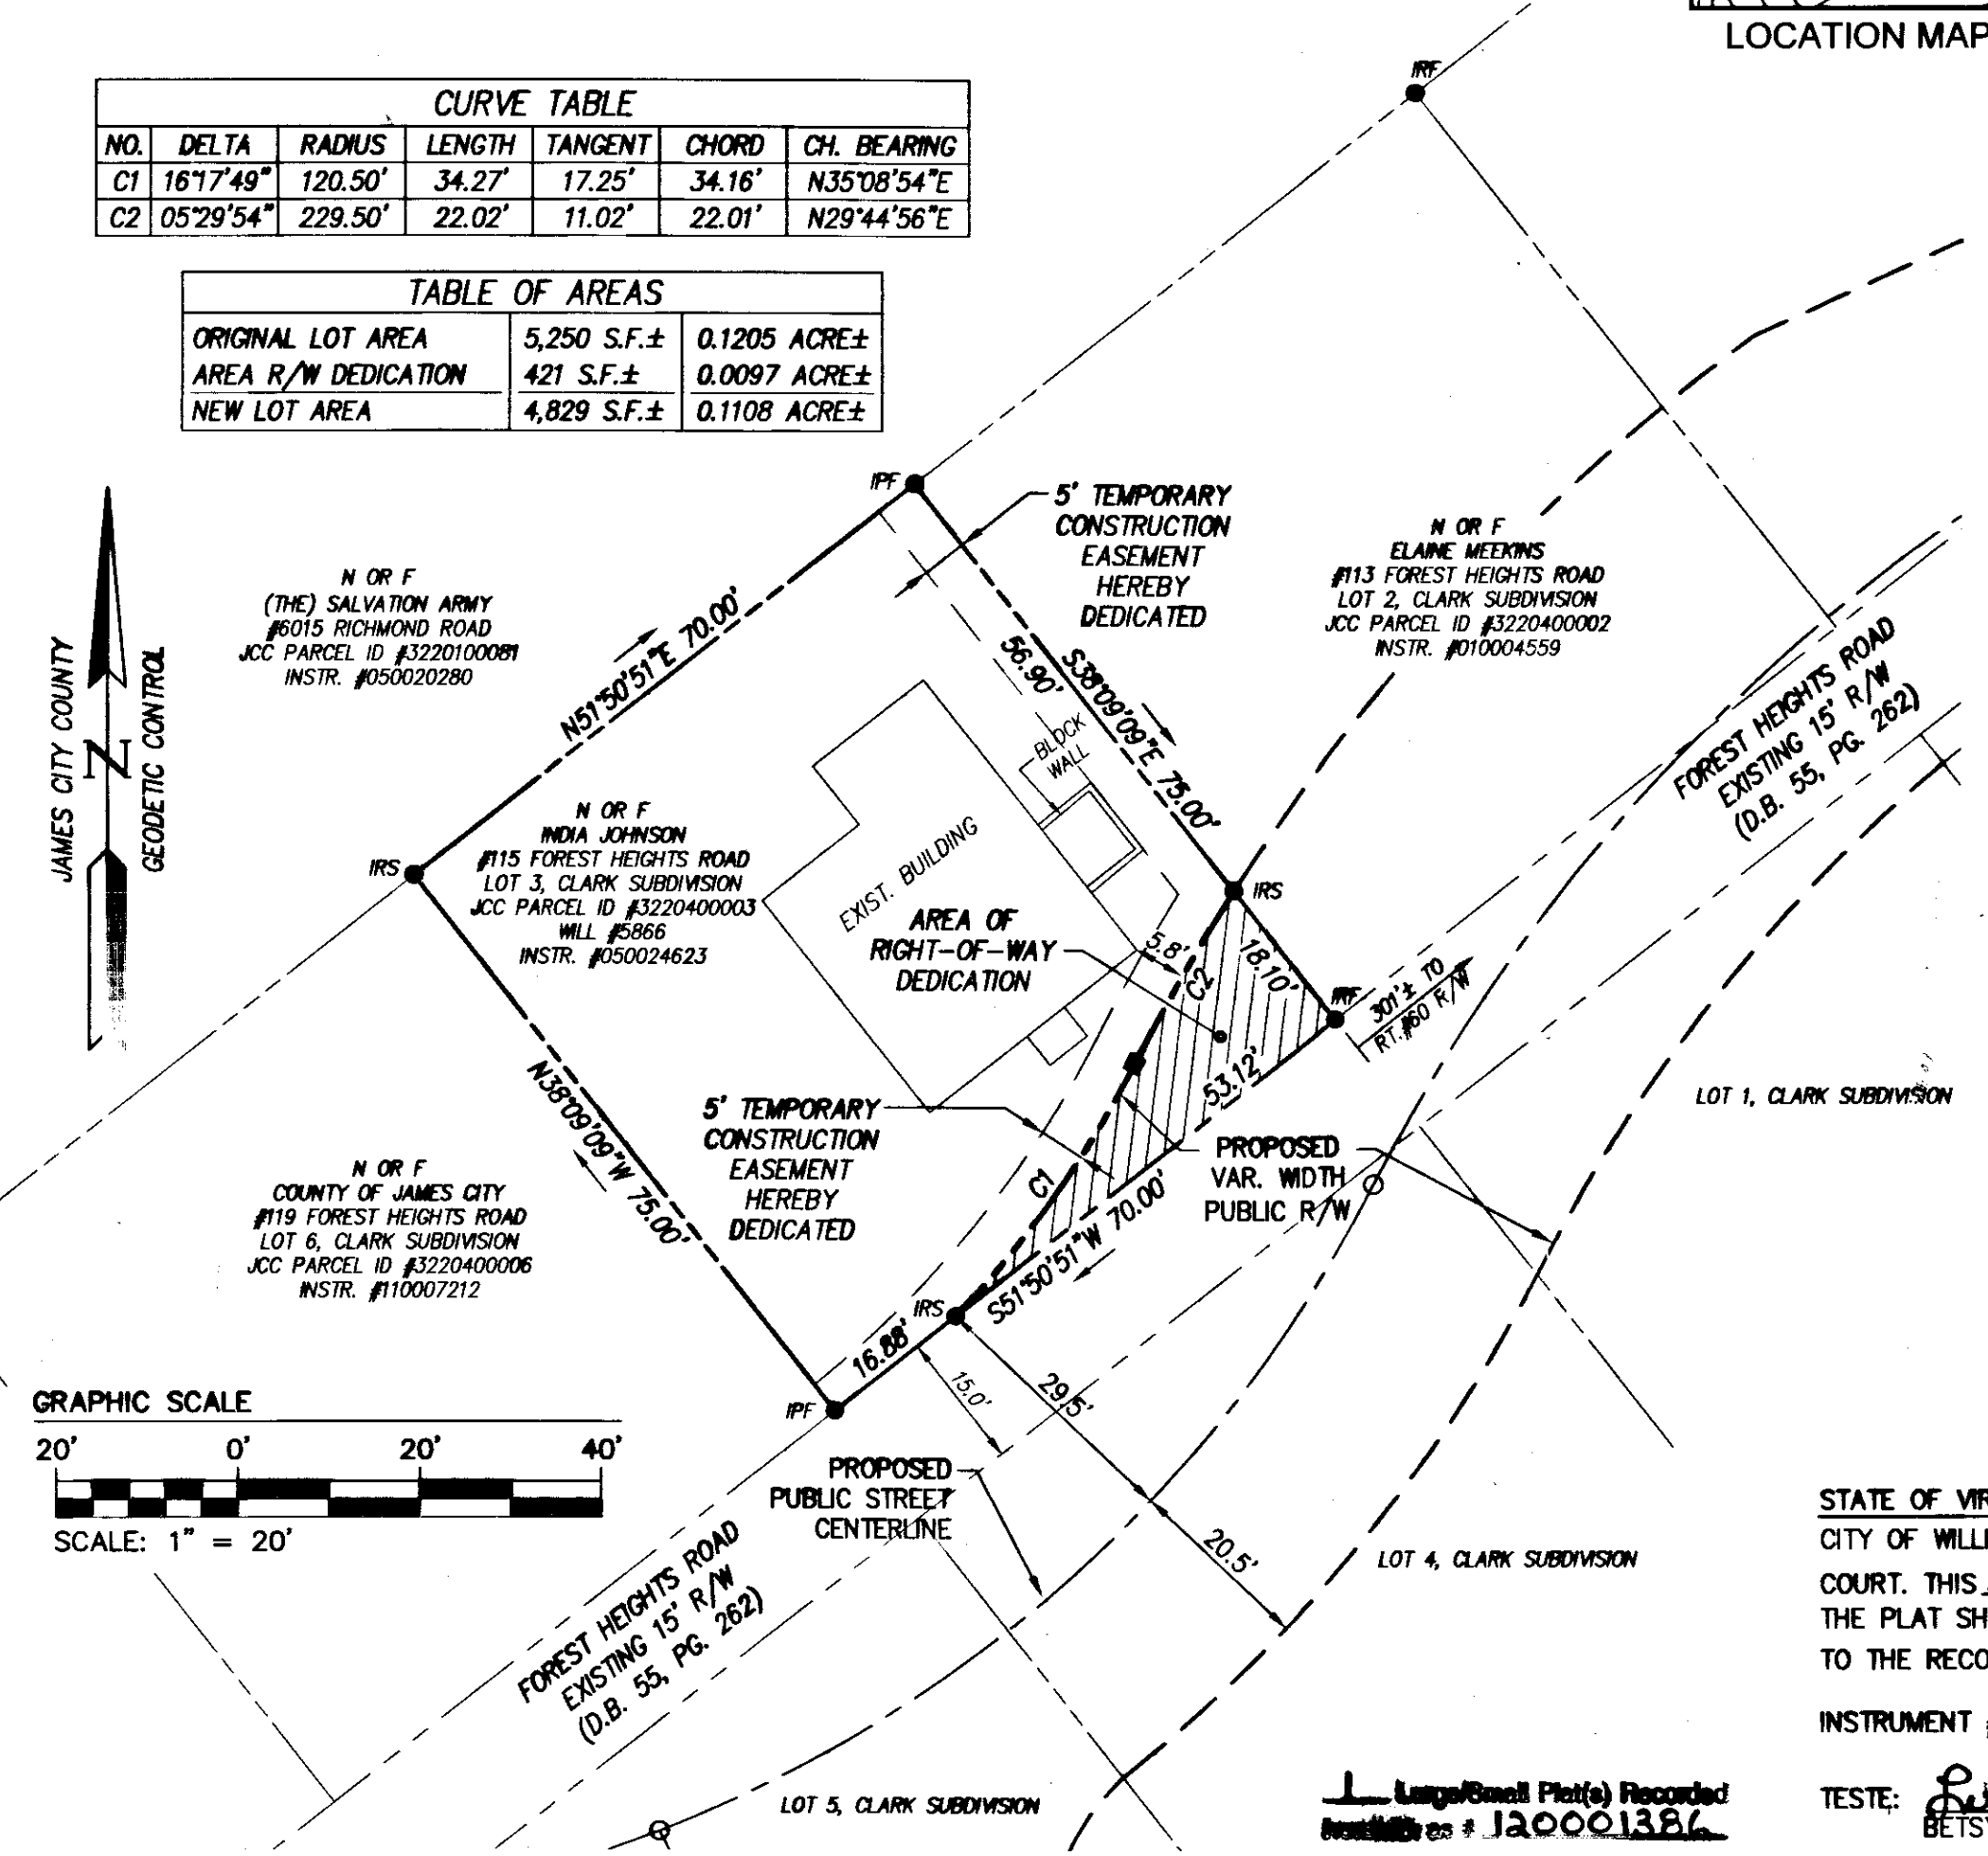 LOCATION MAP
CURVE TABLE
NO. DELTA RADIUS LENGTH TANGENT CHORD CH. BEARING
C1 16°17'49" 120.50' 34.27' 17.25' 34.16' N35°08'54"E
C2 05°29'54" 229.50' 22.02' 11.02' 22.01' N29°44'56"E
TABLE OF AREAS
ORIGINAL LOT AREA 5,250 S.F.± 0.1205 ACRE±
AREA R/W DEDICATION 421 S.F.± 0.0097 ACRE±
NEW LOT AREA 4,829 S.F.± 0.1108 ACRE±
IRF
IPF
5' TEMPORARY
CONSTRUCTION
EASEMENT
HEREBY
DEDICATED
N OR F
ELAINE MEEKINS
#113 FOREST HEIGHTS ROAD
LOT 2, CLARK SUBDIVISION
JCC PARCEL ID #3220400002
INSTR. #010004559
N OR F
(THE) SALVATION ARMY
#6015 RICHMOND ROAD
JCC PARCEL ID #3220100081
INSTR. #050020280
JAMES CITY COUNTY
N
GEODETIC CONTROL
N51°50'51"E 70.00'
56.90'
S38°09'09"E 75.00'
BLOCK
WALL
FOREST HEIGHTS ROAD
EXISTING 15' R/W
(D.B. 55, PG. 262)
IRS
N OR F
INDIA JOHNSON
#115 FOREST HEIGHTS ROAD
LOT 3, CLARK SUBDIVISION
JCC PARCEL ID #3220400003
WILL #5866
INSTR. #050024623
EXIST. BUILDING
IRS
AREA OF
RIGHT-OF-WAY
DEDICATION
5.8'
C2
18.10'
IRF
301'± TO
RT.#60 R/W
53.12'
LOT 1, CLARK SUBDIVISION
N38°09'09"W 75.00'
5' TEMPORARY
CONSTRUCTION
EASEMENT
HEREBY
DEDICATED
C1
PROPOSED
VAR. WIDTH
PUBLIC R/W
N OR F
COUNTY OF JAMES CITY
#119 FOREST HEIGHTS ROAD
LOT 6, CLARK SUBDIVISION
JCC PARCEL ID #3220400006
INSTR. #110007212
S51°50'51"W 70.00'
IRS
16.88'
IPF
15.0'
29.5'
20.5'
GRAPHIC SCALE
20' 0' 20' 40'
SCALE: 1" = 20'
PROPOSED
PUBLIC STREET
CENTERLINE
FOREST HEIGHTS ROAD
EXISTING 15' R/W
(D.B. 55, PG. 262)
LOT 4, CLARK SUBDIVISION
LOT 5, CLARK SUBDIVISION
STATE OF VIR
CITY OF WILLI
COURT. THIS
THE PLAT SH
TO THE RECO
INSTRUMENT #
TESTE:
BETSY
1 Large/Small Plat(s) Recorded
as # 120001386